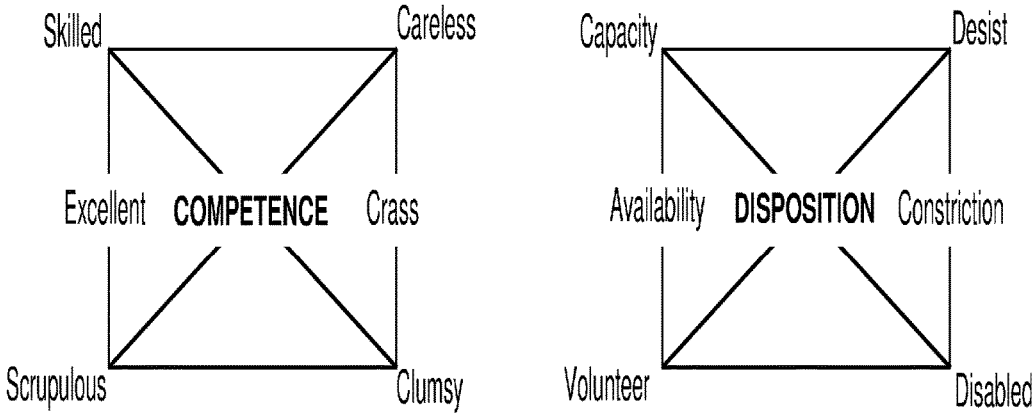 Skilled
Careless
Excellent
COMPETENCE
Crass
Scrupulous
Clumsy
Capacity
Desist
Availability
DISPOSITION
Constriction
Volunteer
Disabled